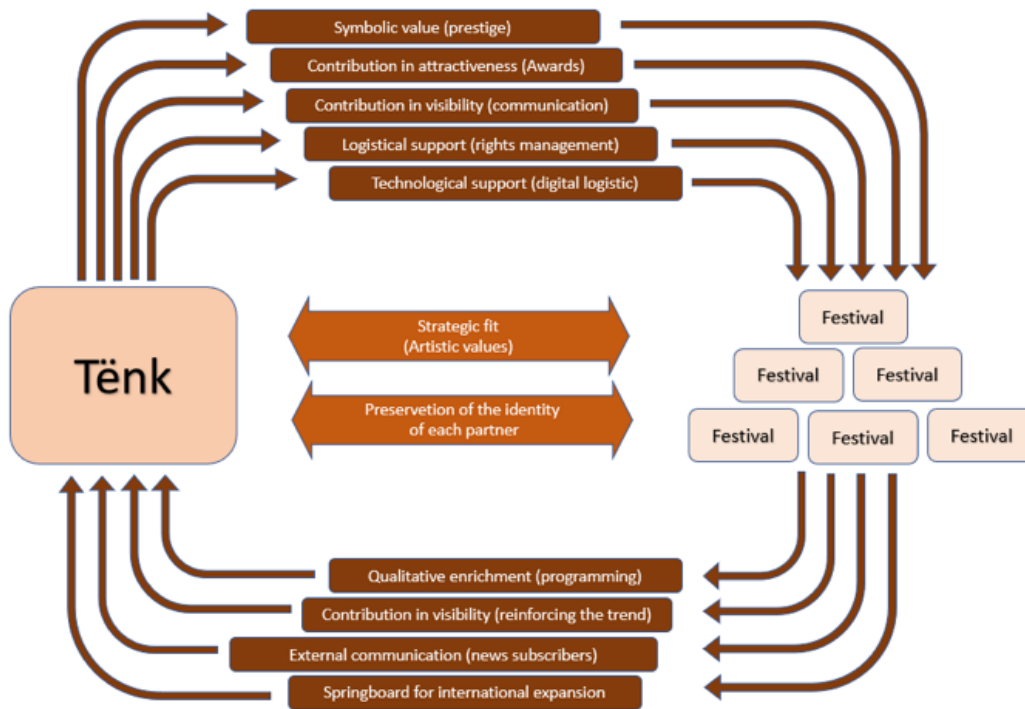 Symbolic value (prestige)
Contribution in attractiveness (Awards)
Contribution in visibility (communication)
Logistical support (rights management)
Technological support (digital logistic)
Tënk
Strategic fit
(Artistic values)
Preservetion of the identity
of each partner
Festival
Festival
Festival
Festival
Festival
Festival
Qualitative enrichment (programming)
Contribution in visibility (reinforcing the trend)
External communication (news subscribers)
Springboard for international expansion